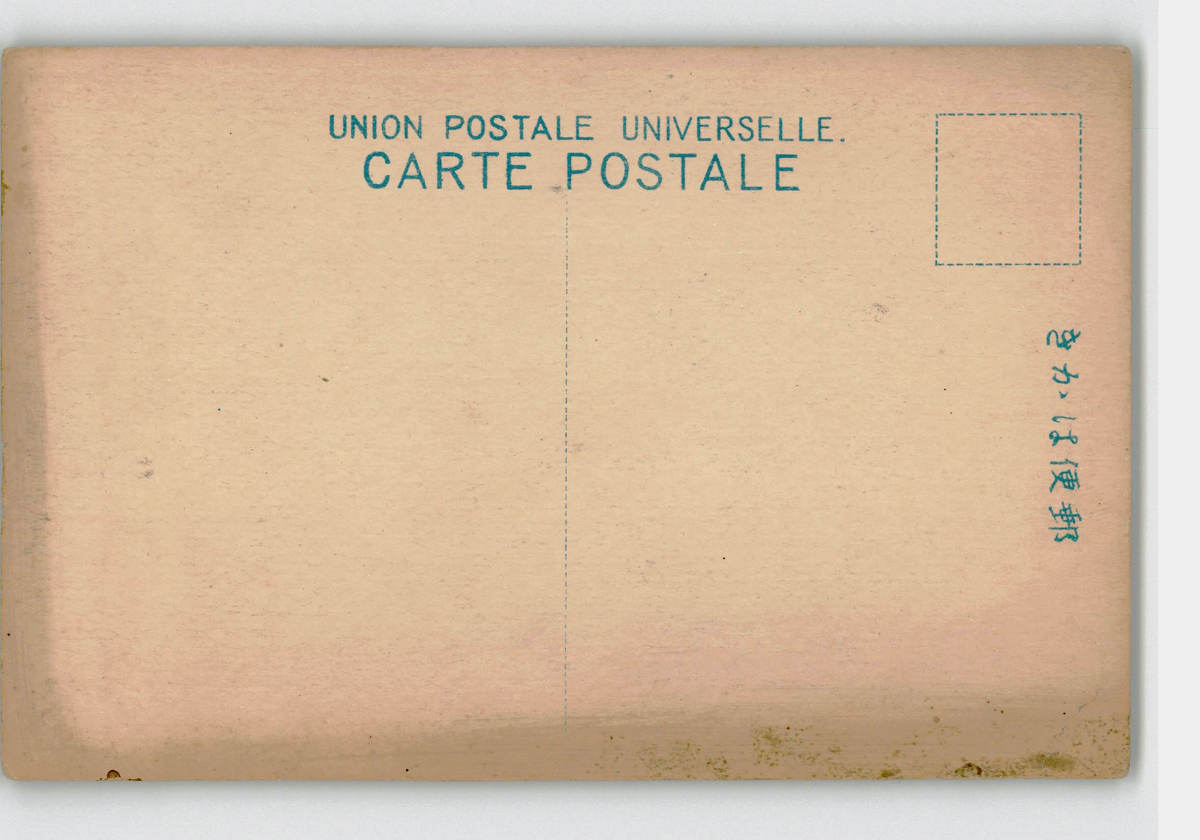 UNION POSTALE UNIVERSELLE.
CARTE POSTALE
郵便はがき